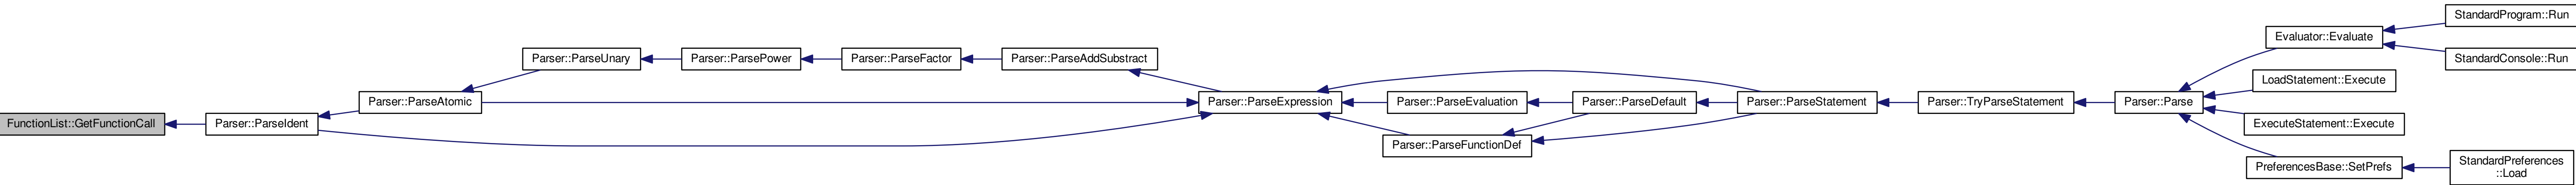 FunctionList::GetFunctionCall
Parser::ParseIdent
Parser::ParseAtomic
Parser::ParseUnary
Parser::ParsePower
Parser::ParseFactor
Parser::ParseAddSubstract
Parser::ParseExpression
Parser::ParseEvaluation
Parser::ParseFunctionDef
Parser::ParseDefault
Parser::ParseStatement
Parser::TryParseStatement
Parser::Parse
Evaluator::Evaluate
LoadStatement::Execute
ExecuteStatement::Execute
PreferencesBase::SetPrefs
StandardProgram::Run
StandardConsole::Run
StandardPreferences
::Load